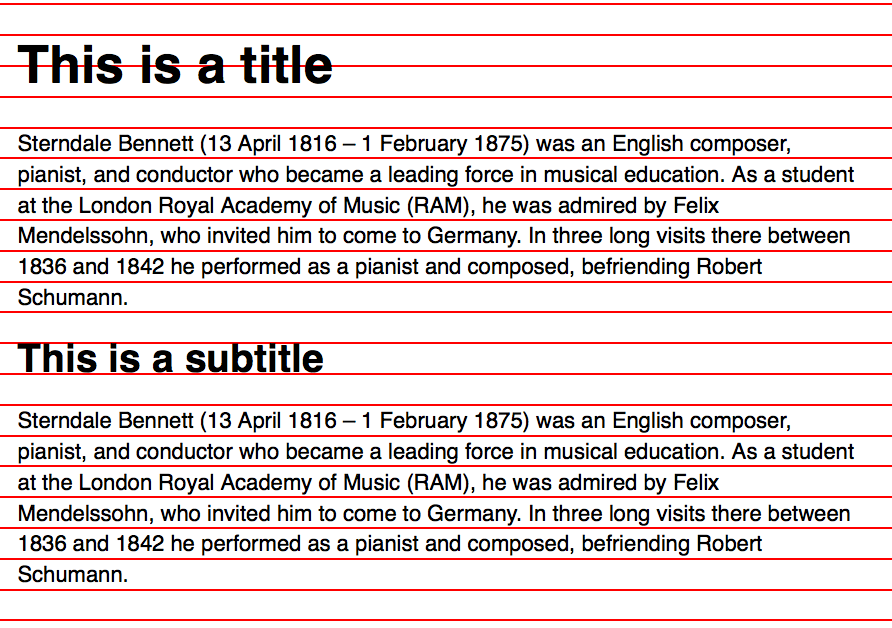 This is a title
Sterndale Bennett (13 April 1816 – 1 February 1875) was an English composer,
pianist, and conductor who became a leading force in musical education. As a student
at the London Royal Academy of Music (RAM), he was admired by Felix
Mendelssohn, who invited him to come to Germany. In three long visits there between
1836 and 1842 he performed as a pianist and composed, befriending Robert
Schumann.
This is a subtitle
Sterndale Bennett (13 April 1816 – 1 February 1875) was an English composer,
pianist, and conductor who became a leading force in musical education. As a student
at the London Royal Academy of Music (RAM), he was admired by Felix
Mendelssohn, who invited him to come to Germany. In three long visits there between
1836 and 1842 he performed as a pianist and composed, befriending Robert
Schumann.